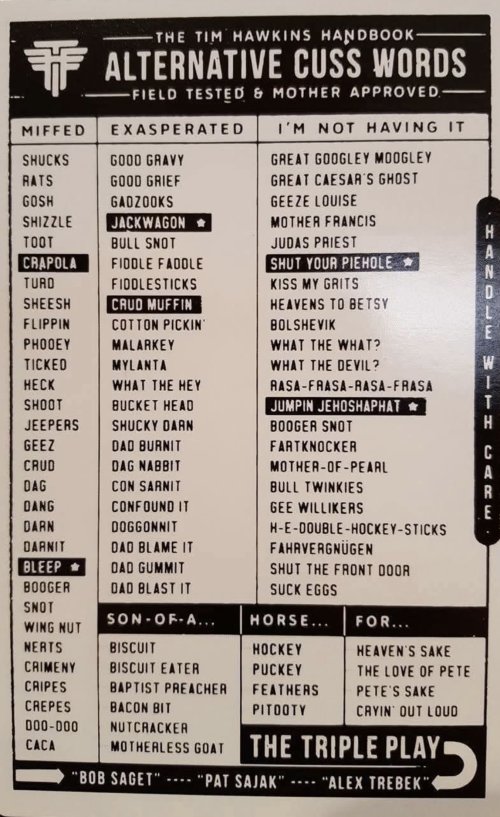 THE TIM HAWKINS HANDBOOK
ALTERNATIVE CUSS WORDS
FIELD TESTED & MOTHER APPROVED
MIFFED
SHUCKS
RATS
GOSH
SHIZZLE
TOOT
CRAPOLA
TURD
SHEESH
FLIPPIN
PHOOEY
TICKED
HECK
SHOOT
JEEPERS
GEEZ
CRUD
DAG
DANG
DARN
DARNIT
BLEEP ★
BOOGER
SNOT
WING NUT
NERTS
CRIMENY
CRIPES
CREPES
DOO-DOO
CACA
EXASPERATED
GOOD GRAVY
GOOD GRIEF
GADZOOKS
JACKWAGON ★
BULL SNOT
FIDDLE FADDLE
FIDDLESTICKS
CRUD MUFFIN
COTTON PICKIN'
MALARKEY
MYLANTA
WHAT THE HEY
BUCKET HEAD
SHUCKY DARN
DAD BURNIT
DAG NABBIT
CON SARNIT
CONFOUND IT
DOGGONNIT
DAD BLAME IT
DAD GUMMIT
DAD BLAST IT
I'M NOT HAVING IT
GREAT GOOGLEY MOOGLEY
GREAT CAESAR'S GHOST
GEEZE LOUISE
MOTHER FRANCIS
JUDAS PRIEST
SHUT YOUR PIEHOLE ★
KISS MY GRITS
HEAVENS TO BETSY
BOLSHEVIK
WHAT THE WHAT?
WHAT THE DEVIL?
RASA-FRASA-RASA-FRASA
JUMPIN JEHOSHAPHAT ★
BOOGER SNOT
FARTKNOCKER
MOTHER-OF-PEARL
BULL TWINKIES
GEE WILLIKERS
H-E-DOUBLE-HOCKEY-STICKS
FAHRVERGNÜGEN
SHUT THE FRONT DOOR
SUCK EGGS
HANDLE WITH CARE
SON-OF-A...
BISCUIT
BISCUIT EATER
BAPTIST PREACHER
BACON BIT
NUTCRACKER
MOTHERLESS GOAT
HORSE...
HOCKEY
PUCKEY
FEATHERS
PITOOTY
FOR...
HEAVEN'S SAKE
THE LOVE OF PETE
PETE'S SAKE
CRYIN' OUT LOUD
THE TRIPLE PLAY
"BOB SAGET" ---- "PAT SAJAK" ---- "ALEX TREBEK"